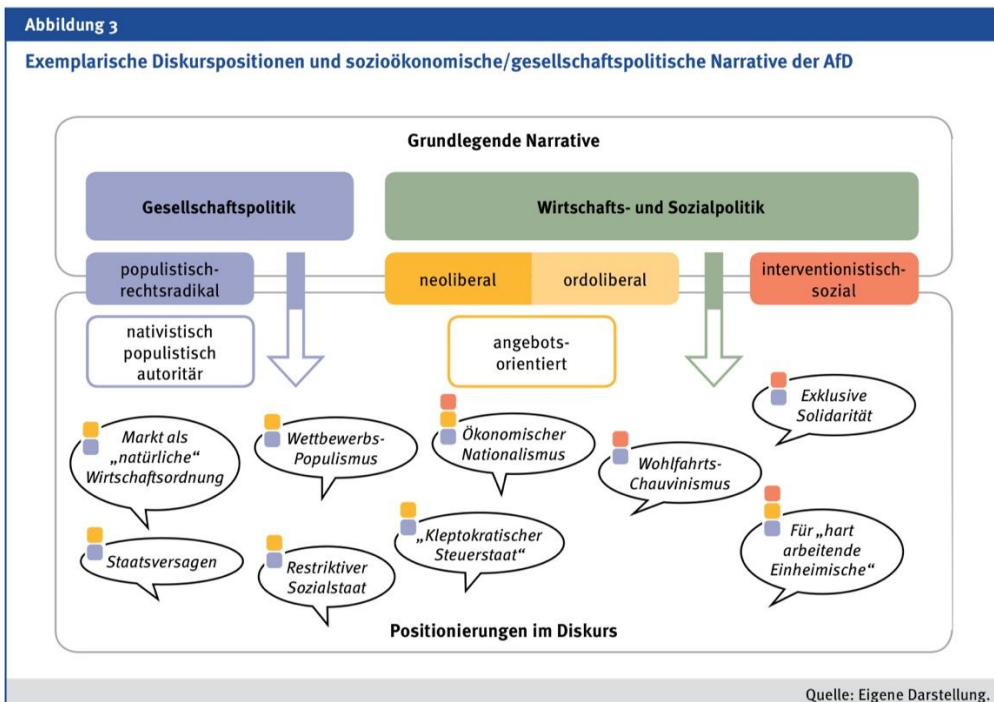 Abbildung 3
Exemplarische Diskurspositionen und sozioökonomische/gesellschaftspolitische Narrative der AfD
Grundlegende Narrative
Gesellschaftspolitik
Wirtschafts- und Sozialpolitik
populistisch-
rechtsradikal
neoliberal
ordoliberal
interventionistisch-
sozial
nativistisch
populistisch
autoritär
angebots-
orientiert
Markt als
„natürliche“
Wirtschaftsordnung
Wettbewerbs-
Populismus
Ökonomischer
Nationalismus
Wohlfahrts-
Chauvinismus
Exklusive
Solidarität
Staatsversagen
Restriktiver
Sozialstaat
„Kleptokratischer
Steuerstaat“
Für „hart
arbeitende
Einheimische“
Positionierungen im Diskurs
Quelle: Eigene Darstellung.